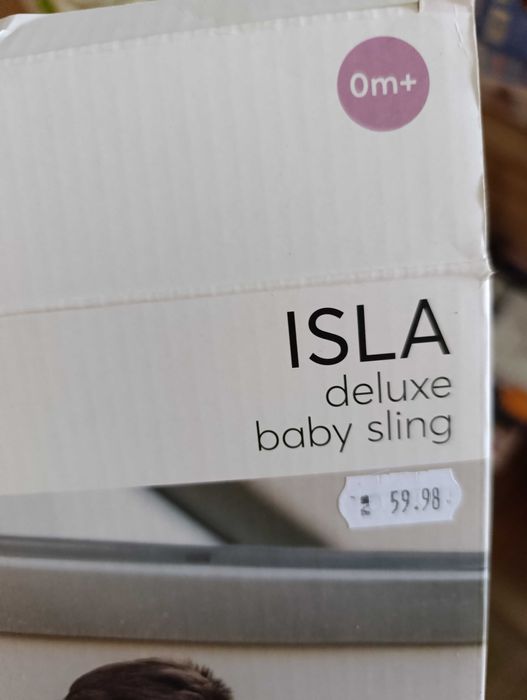 0m+
ISLA
deluxe
baby sling
59.98